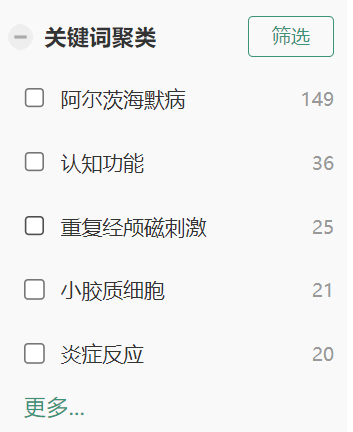 关键词聚类 筛选
阿尔茨海默病 149
认知功能 36
重复经颅磁刺激 25
小胶质细胞 21
炎症反应 20
更多...